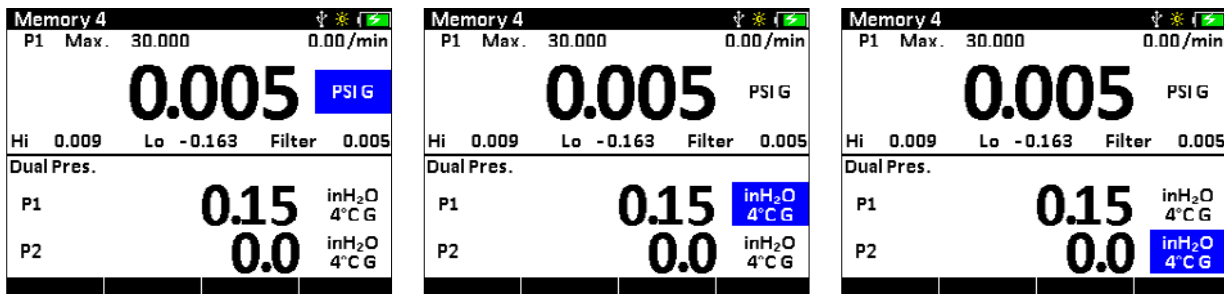 Memory 4
P1 Max. 30.000 0.00/min
0.005 PSI G
Hi 0.009 Lo -0.163 Filter 0.005
Dual Pres.
P1 0.15 inH₂O
4°C G
P2 0.0 inH₂O
4°C G
Memory 4
P1 Max. 30.000 0.00/min
0.005 PSI G
Hi 0.009 Lo -0.163 Filter 0.005
Dual Pres.
P1 0.15 inH₂O
4°C G
P2 0.0 inH₂O
4°C G
Memory 4
P1 Max. 30.000 0.00/min
0.005 PSI G
Hi 0.009 Lo -0.163 Filter 0.005
Dual Pres.
P1 0.15 inH₂O
4°C G
P2 0.0 inH₂O
4°C G